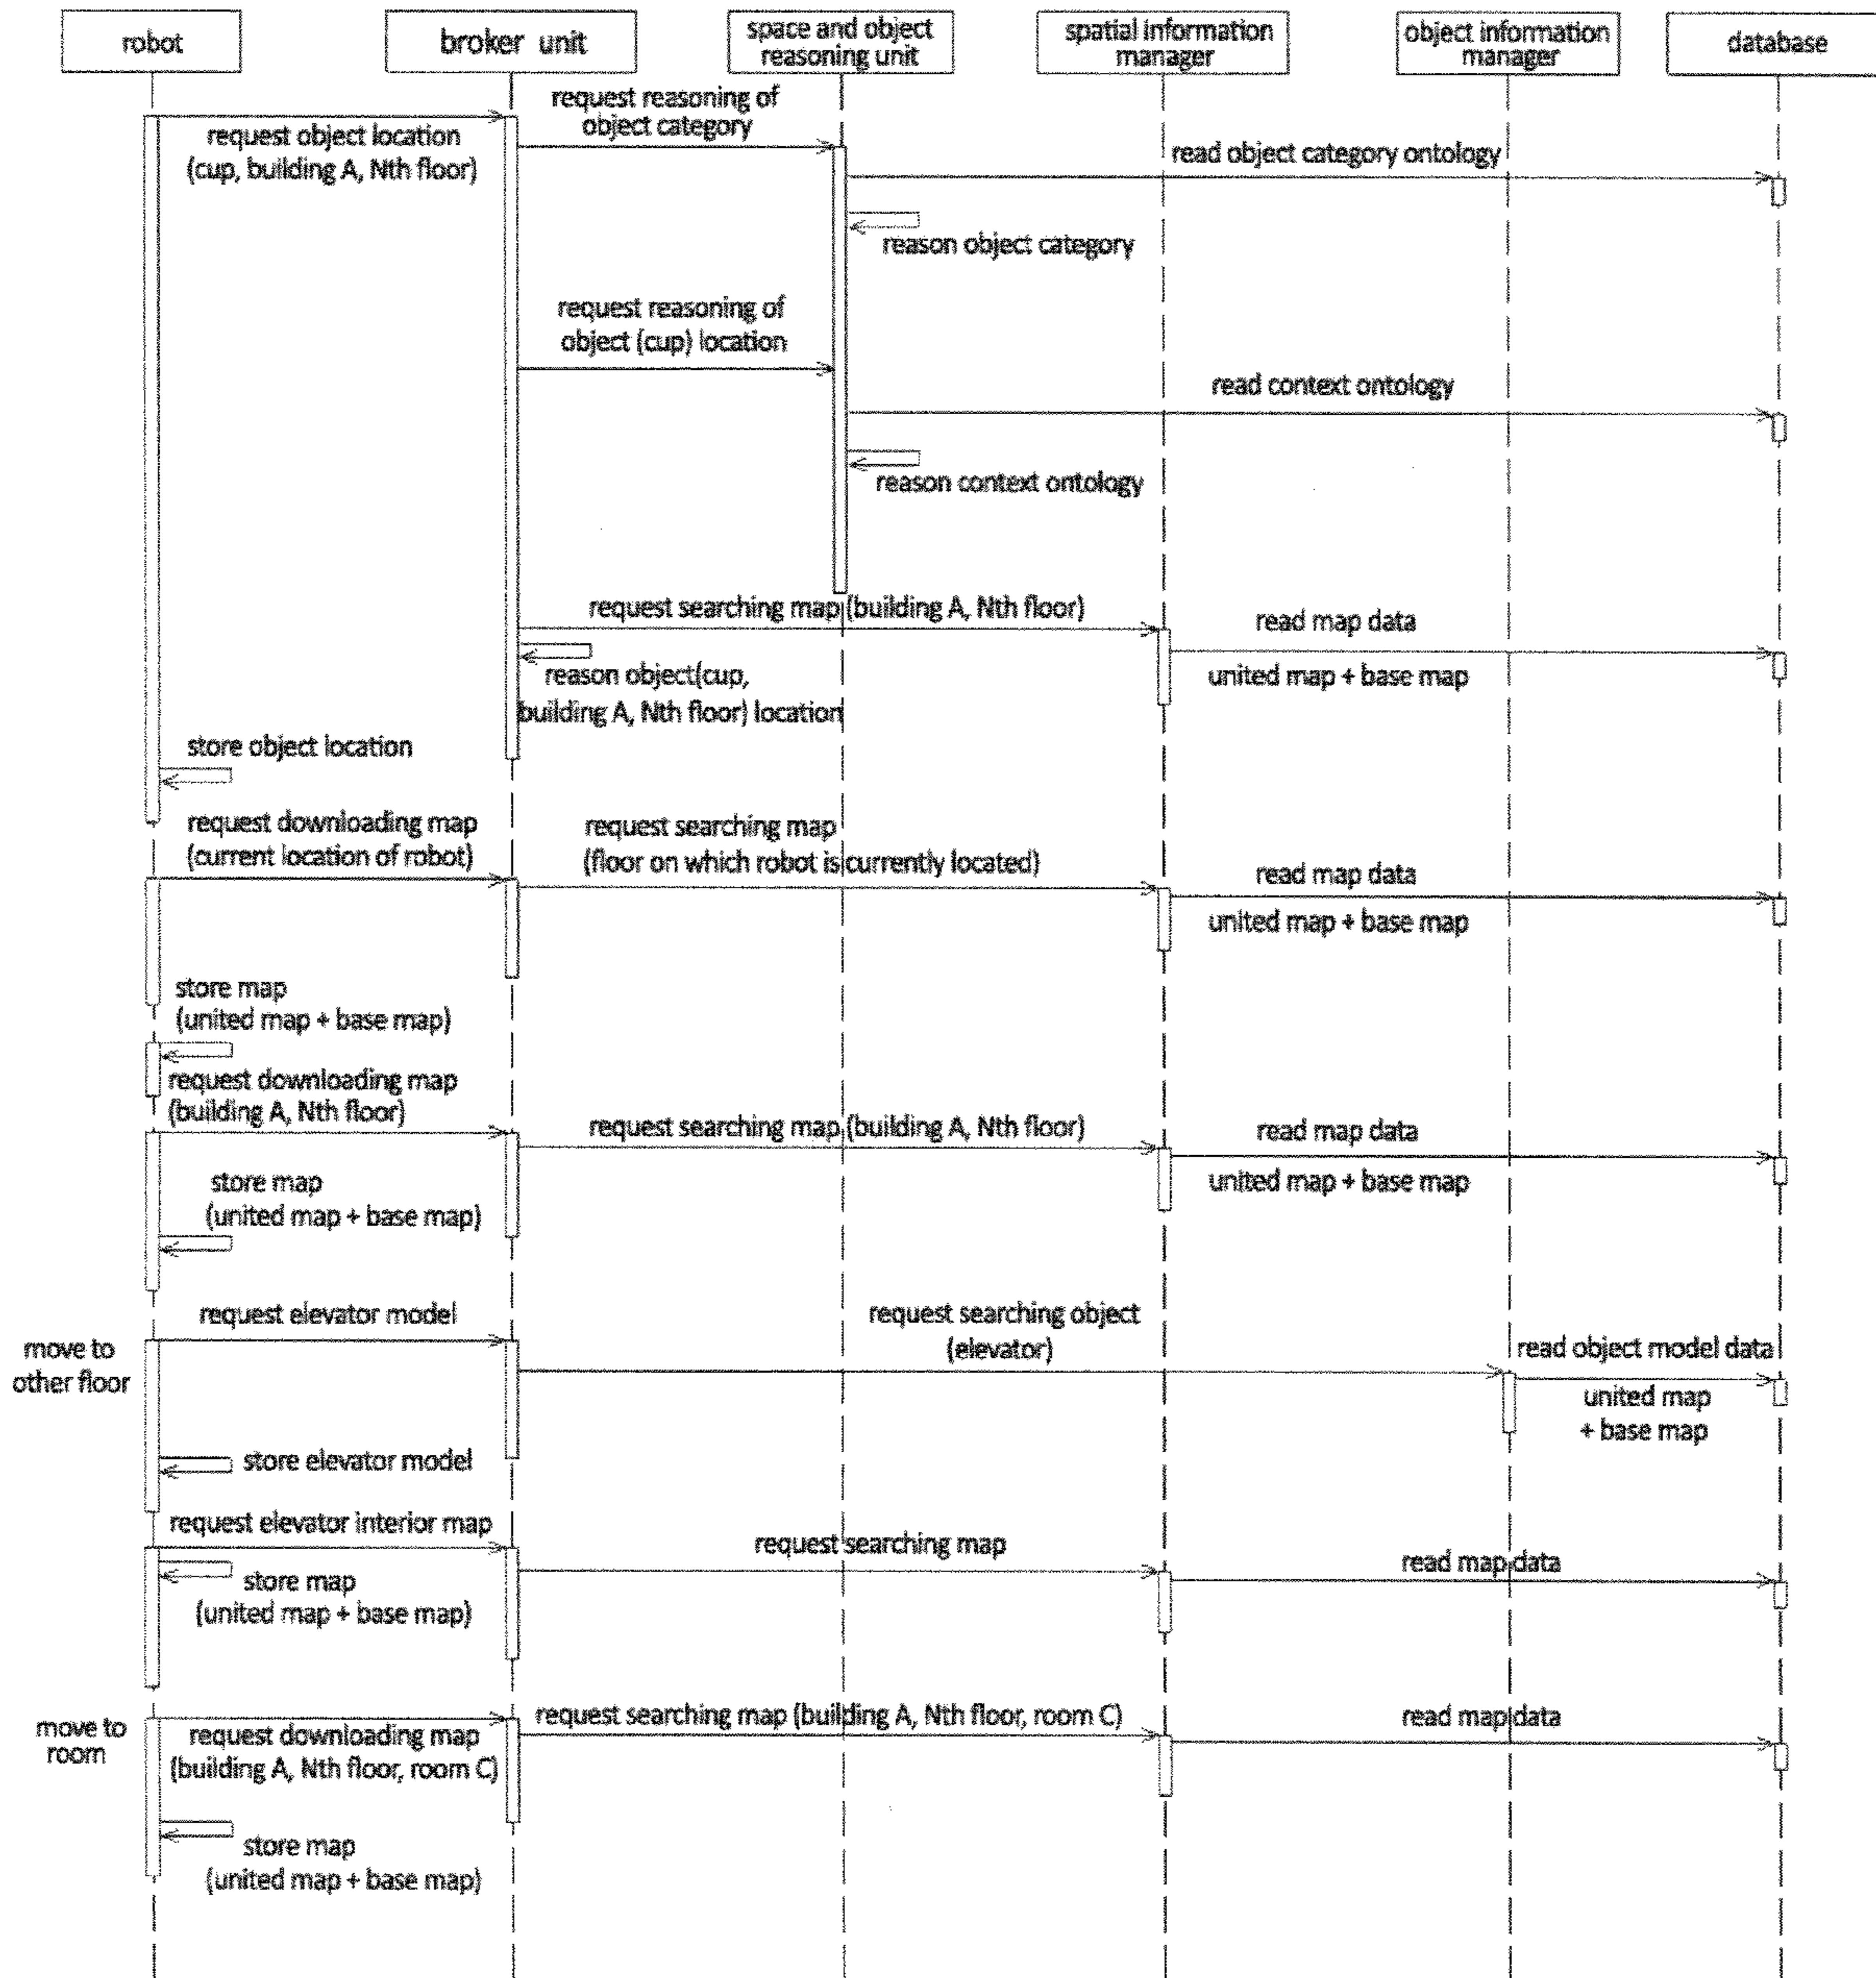 robot
broker unit
space and object
reasoning unit
spatial information
manager
object information
manager
database
request object location
(cup, building A, Nth floor)
request reasoning of
object category
read object category ontology
reason object category
request reasoning of
object (cup) location
read context ontology
reason context ontology
request searching map (building A, Nth floor)
read map data
united map + base map
reason object(cup,
building A, Nth floor) location
store object location
request downloading map
(current location of robot)
request searching map
(floor on which robot is currently located)
read map data
united map + base map
store map
(united map + base map)
request downloading map
(building A, Nth floor)
request searching map (building A, Nth floor)
read map data
united map + base map
store map
(united map + base map)
move to
other floor
request elevator model
request searching object
(elevator)
read object model data
united map
+ base map
store elevator model
request elevator interior map
request searching map
read map data
store map
(united map + base map)
move to
room
request downloading map
(building A, Nth floor, room C)
request searching map (building A, Nth floor, room C)
read map data
store map
(united map + base map)